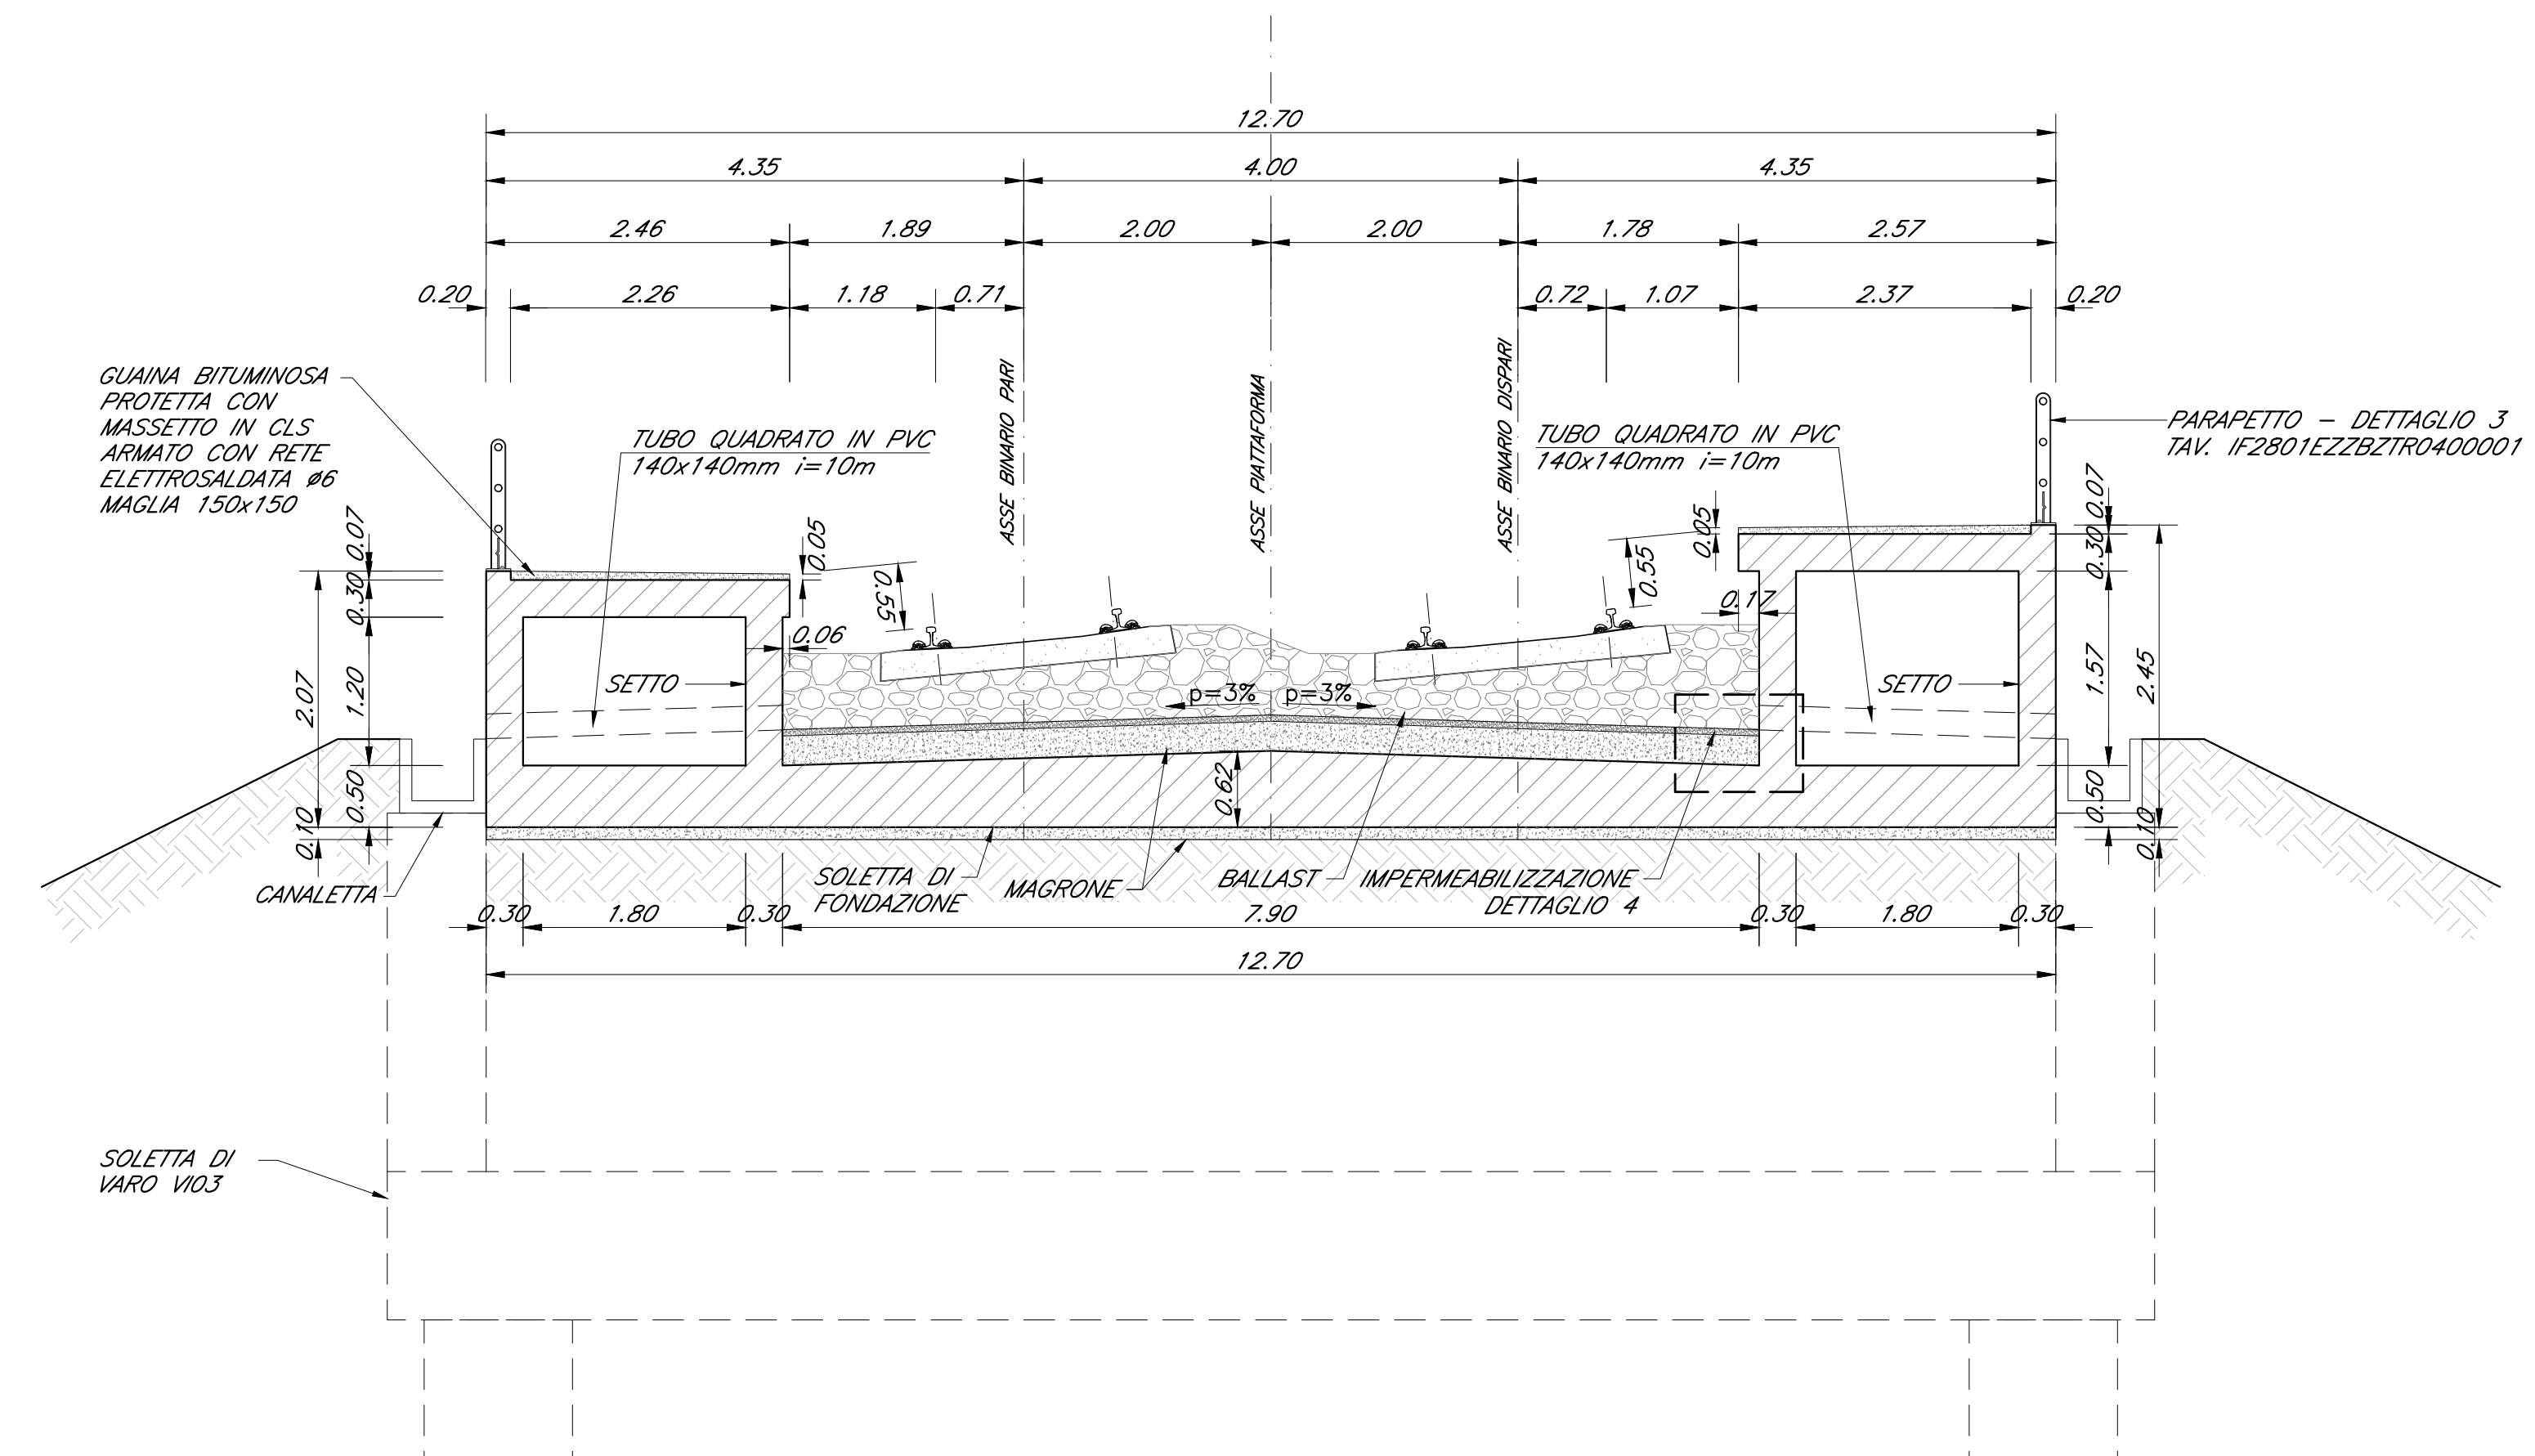 12.70
4.35
4.00
4.35
2.46
1.89
2.00
2.00
1.78
2.57
0.20
2.26
1.18
0.71
0.72
1.07
2.37
0.20
GUAINA BITUMINOSA
PROTETTA CON
MASSETTO IN CLS
ARMATO CON RETE
ELETTROSALDATA ø6
MAGLIA 150x150
TUBO QUADRATO IN PVC
140x140mm i=10m
ASSE BINARIO PARI
ASSE PIATTAFORMA
ASSE BINARIO DISPARI
TUBO QUADRATO IN PVC
140x140mm i=10m
PARAPETTO – DETTAGLIO 3
TAV. IF2801EZZBZTR0400001
0.07
0.30
1.20
0.50
2.07
0.10
0.05
0.06
0.55
0.55
0.05
0.17
0.07
0.30
1.57
0.50
2.45
0.10
SETTO
SETTO
p=3%
p=3%
0.62
CANALETTA
SOLETTA DI
FONDAZIONE
MAGRONE
BALLAST
IMPERMEABILIZZAZIONE
DETTAGLIO 4
0.30
1.80
0.30
7.90
0.30
1.80
0.30
12.70
SOLETTA DI
VARO VI03